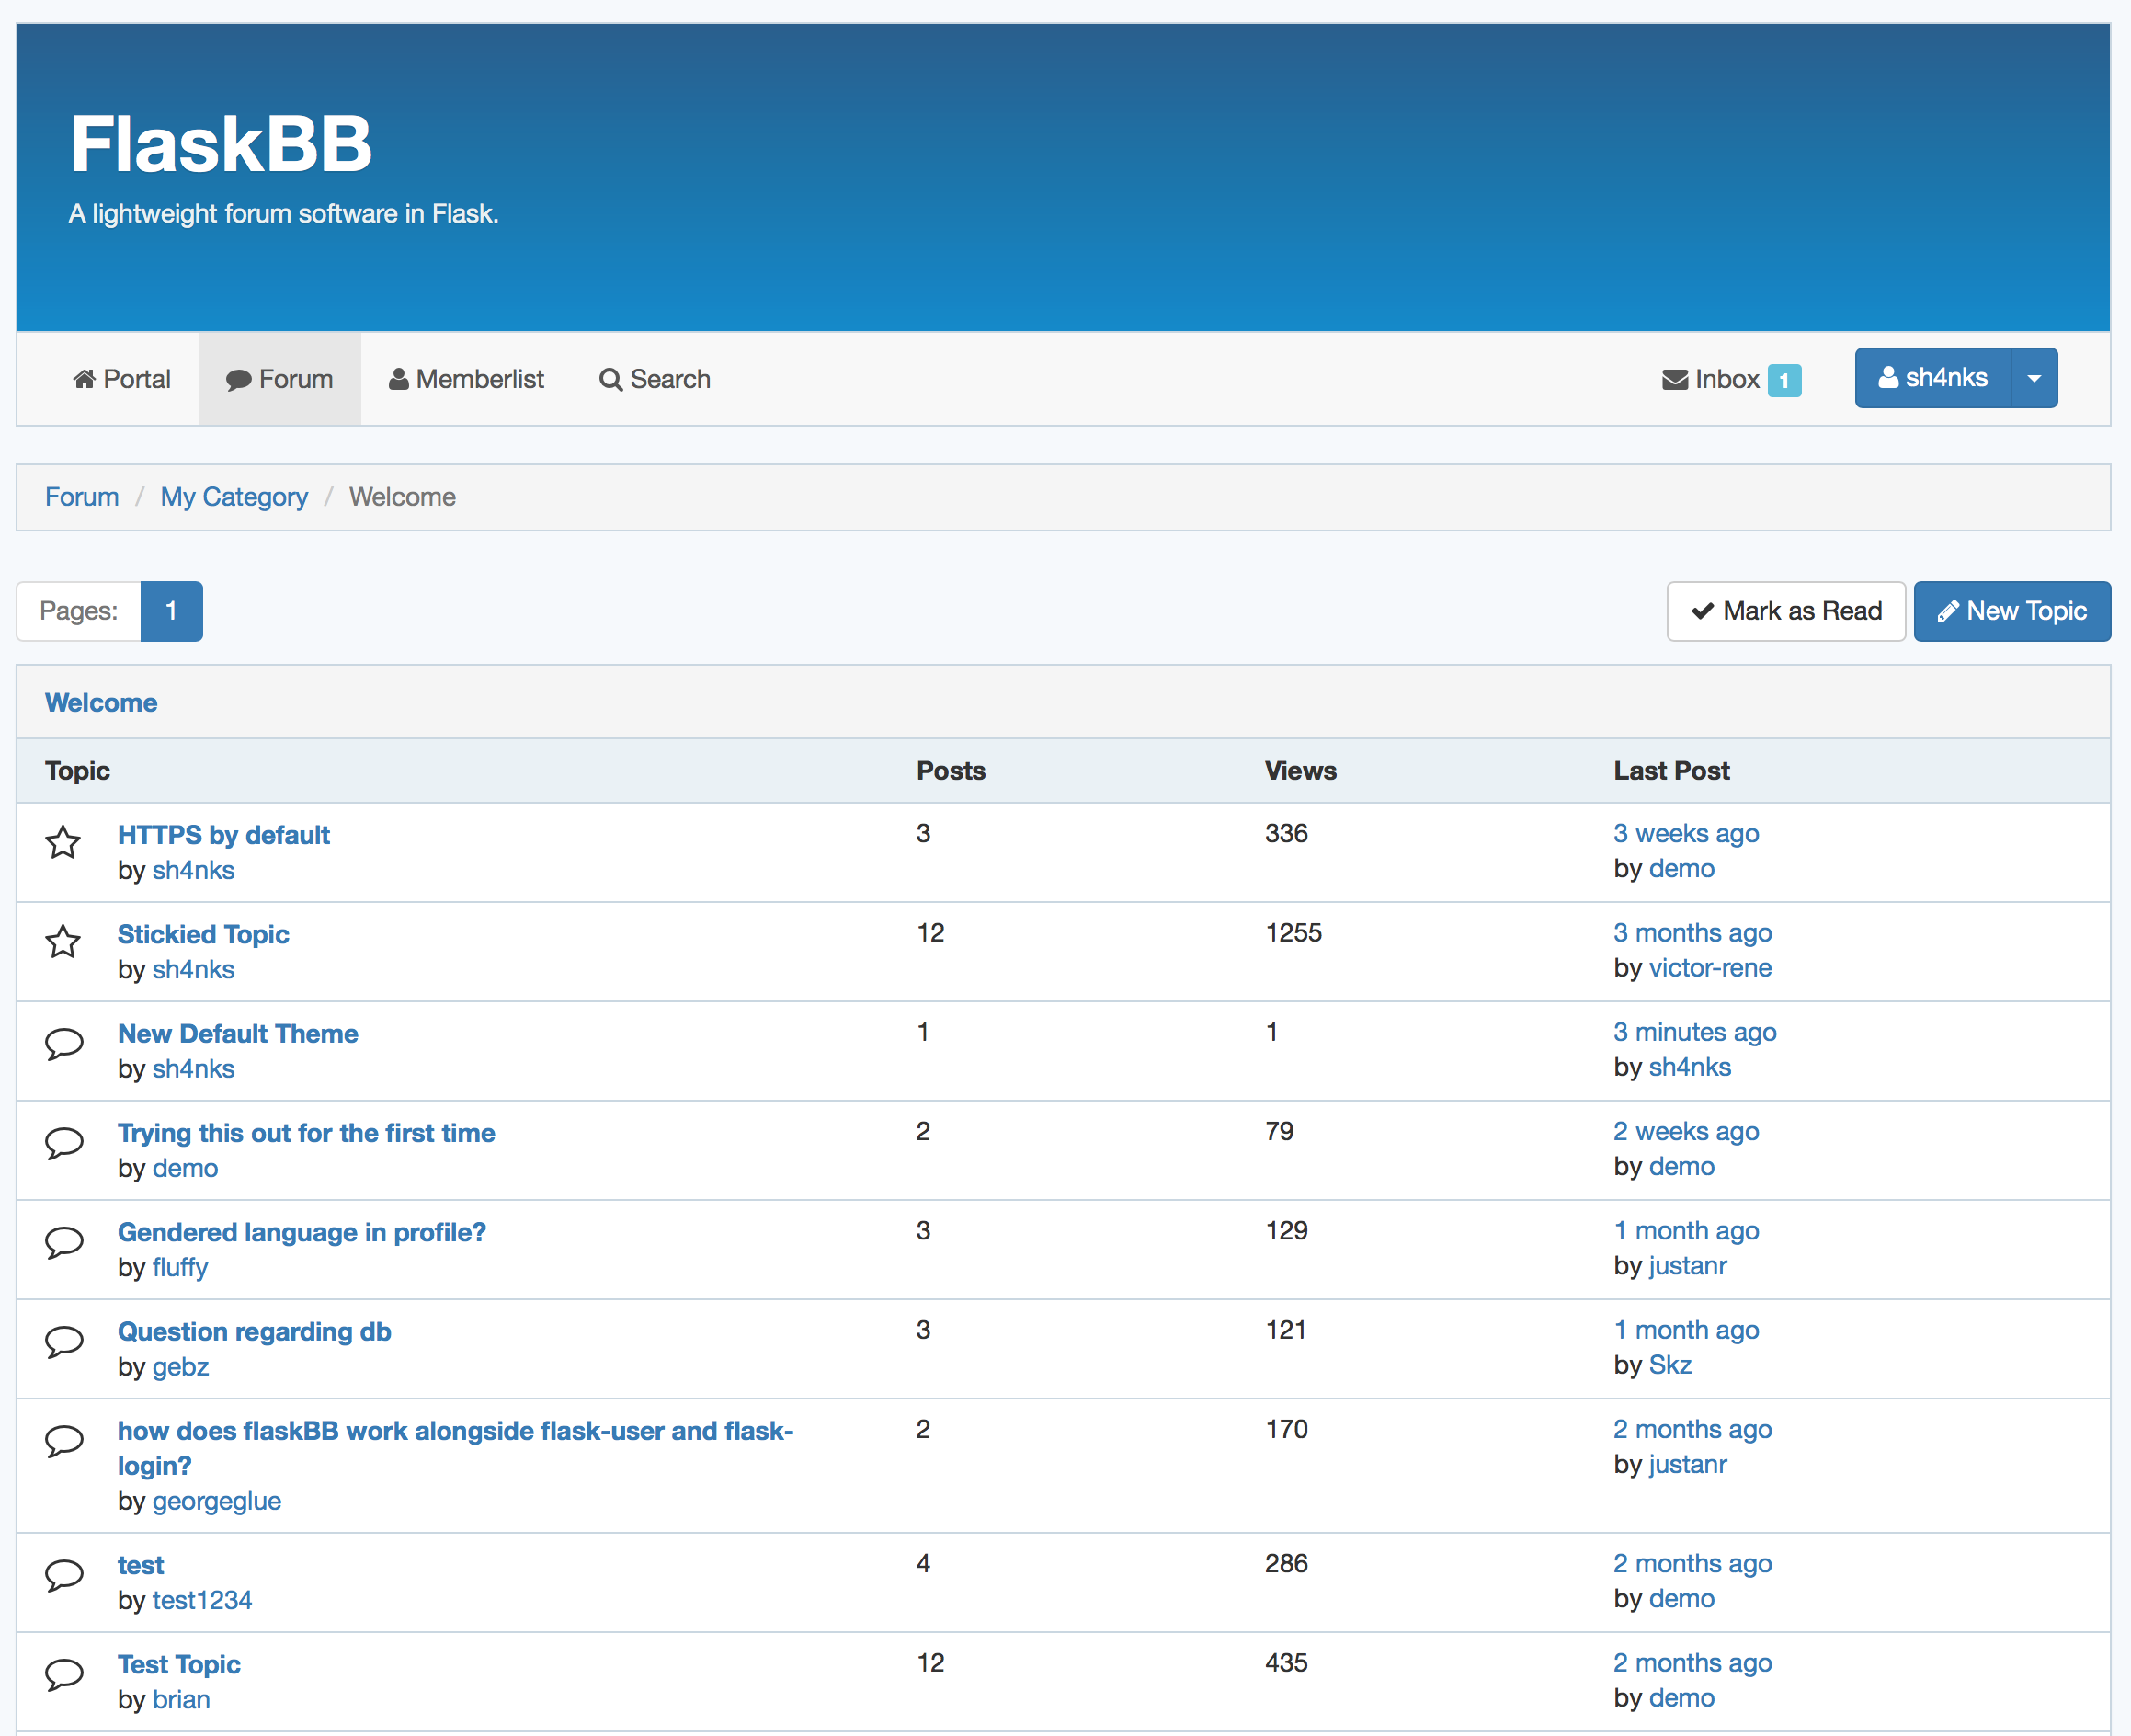 FlaskBB
A lightweight forum software in Flask.
Portal Forum Memberlist Search Inbox 1 sh4nks
Forum / My Category / Welcome
Pages: 1 Mark as Read New Topic
Welcome
Topic Posts Views Last Post
HTTPS by default 3 336 3 weeks ago
by sh4nks by demo
Stickied Topic 12 1255 3 months ago
by sh4nks by victor-rene
New Default Theme 1 1 3 minutes ago
by sh4nks by sh4nks
Trying this out for the first time 2 79 2 weeks ago
by demo by demo
Gendered language in profile? 3 129 1 month ago
by fluffy by justanr
Question regarding db 3 121 1 month ago
by gebz by Skz
how does flaskBB work alongside flask-user and flask- 2 170 2 months ago
login? by justanr
by georgeglue
test 4 286 2 months ago
by test1234 by demo
Test Topic 12 435 2 months ago
by brian by demo